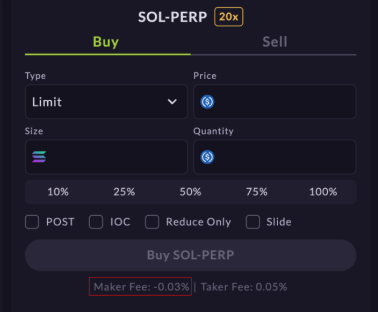 SOL-PERP 20x
Buy Sell
Type Price
Limit
Size Quantity
10% 25% 50% 75% 100%
POST IOC Reduce Only Slide
Buy SOL-PERP
Maker Fee: -0.03% | Taker Fee: 0.05%